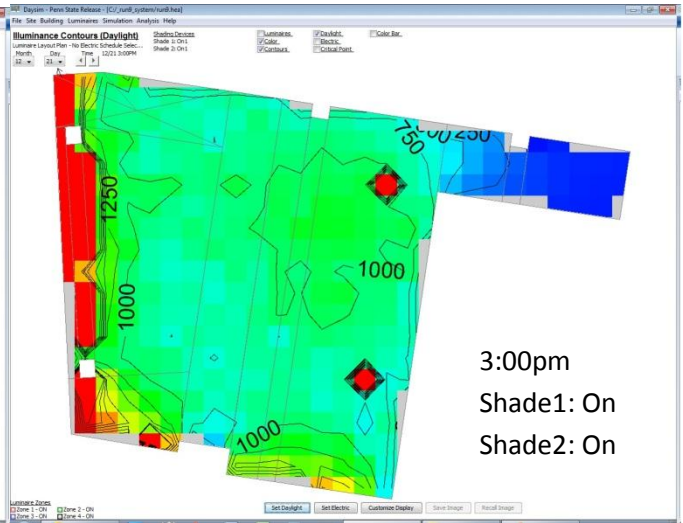 Daysim - Penn State Release - [C:/_run8_system/run8.hea]
File Site Building Luminaires Simulation Analysis Help
Illuminance Contours (Daylight)
Luminaire Layout Plan - No Electric Schedule Selec...
Month Day Time 12/21 3:00PM
12 21
Shading Devices
Shade 1: On1
Shade 2: On1
Luminaires Daylight Color Bar
Color Electric
Contours Critical Point
750 500 250
1250
1000
1000
1000
3:00pm
Shade1: On
Shade2: On
Luminaire Zones
Zone 1 - ON Zone 2 - ON
Zone 3 - ON Zone 4 - ON
Set Daylight Set Electric Customize Display Save Image Recall Image